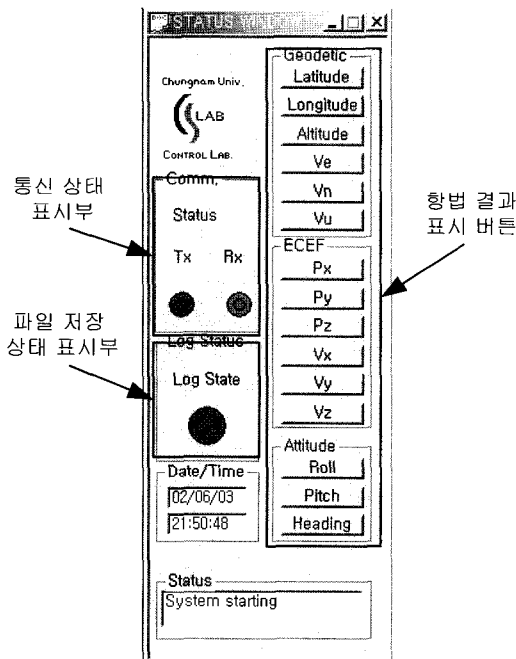 STATUS WINDOW
Chungnam Univ.
LAB
CONTROL LAB.
통신 상태
표시부
Comm.
Status
Tx Rx
파일 저장
상태 표시부
Log Status
Log State
Date/Time
02/06/03
21:50:48
Status
System starting
Geodetic
Latitude
Longitude
Altitude
Ve
Vn
Vu
ECEF
Px
Py
Pz
Vx
Vy
Vz
Attitude
Roll
Pitch
Heading
항법 결과
표시 버튼